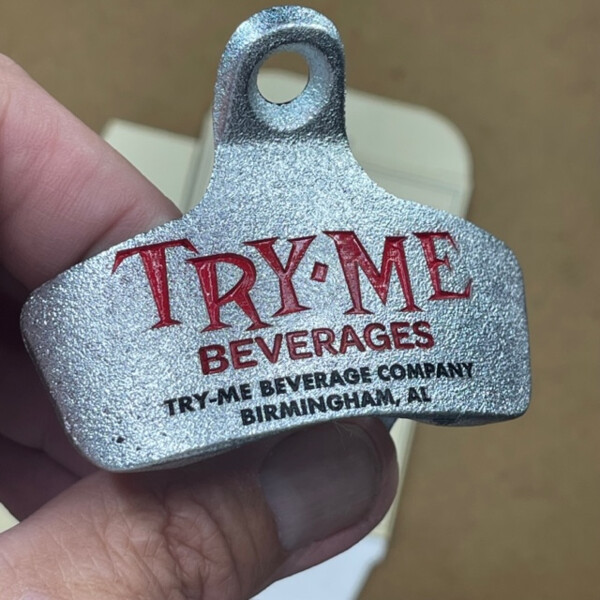 TRY·ME
BEVERAGES
TRY-ME BEVERAGE COMPANY
BIRMINGHAM, AL